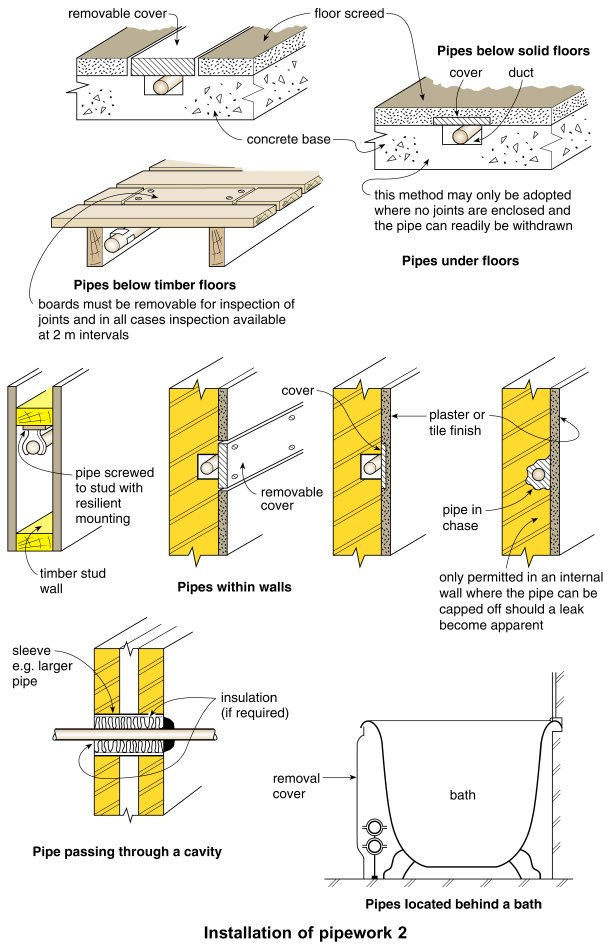 removable cover
floor screed
Pipes below solid floors
cover
duct
concrete base
this method may only be adopted
where no joints are enclosed and
the pipe can readily be withdrawn
Pipes under floors
Pipes below timber floors
boards must be removable for inspection of
joints and in all cases inspection available
at 2 m intervals
cover
plaster or
tile finish
pipe screwed
to stud with
resilient
mounting
removable
cover
pipe in
chase
timber stud
wall
Pipes within walls
only permitted in an internal
wall where the pipe can be
capped off should a leak
become apparent
sleeve
e.g. larger
pipe
insulation
(if required)
removal
cover
bath
Pipe passing through a cavity
Pipes located behind a bath
Installation of pipework 2